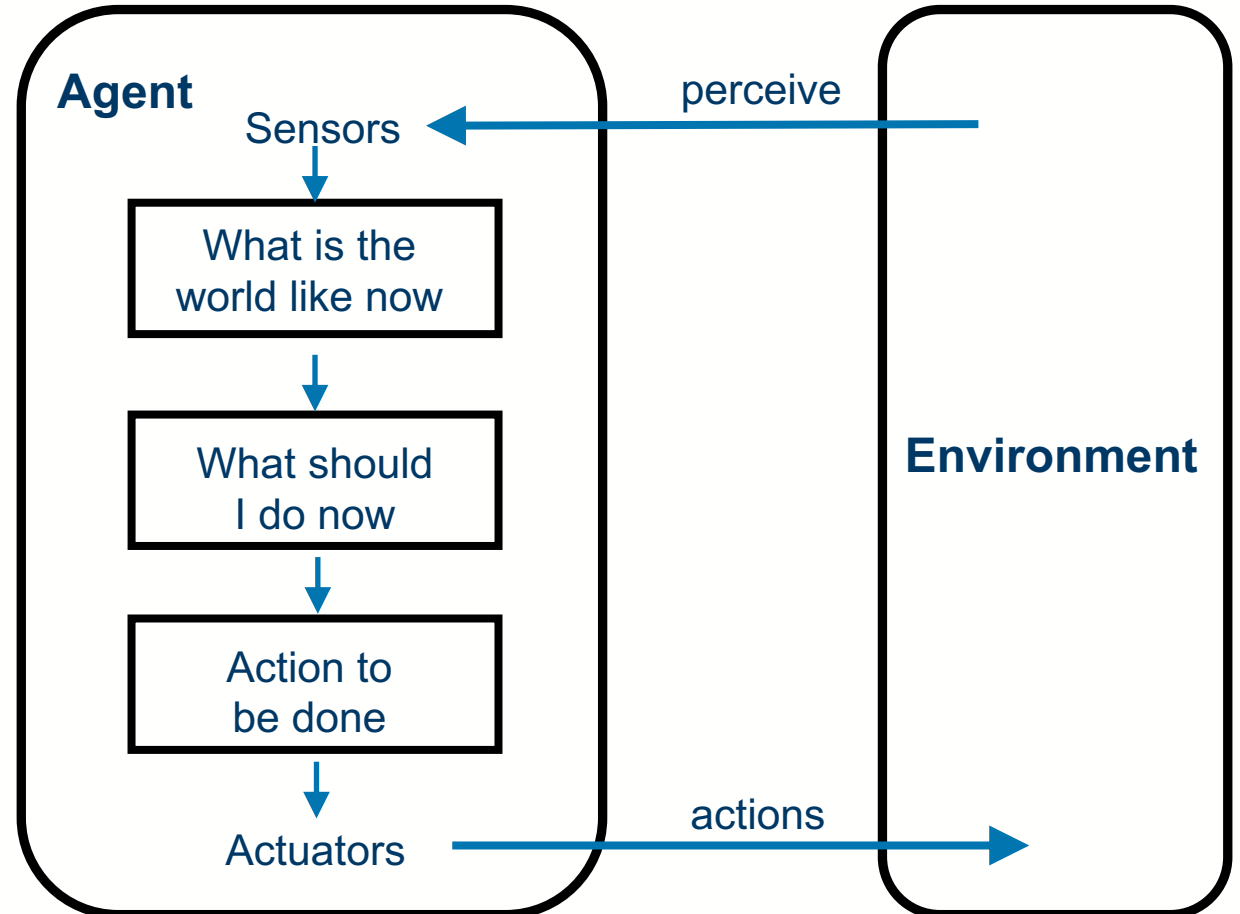 Agent
perceive
Sensors
What is the
world like now
What should
I do now
Environment
Action to
be done
actions
Actuators